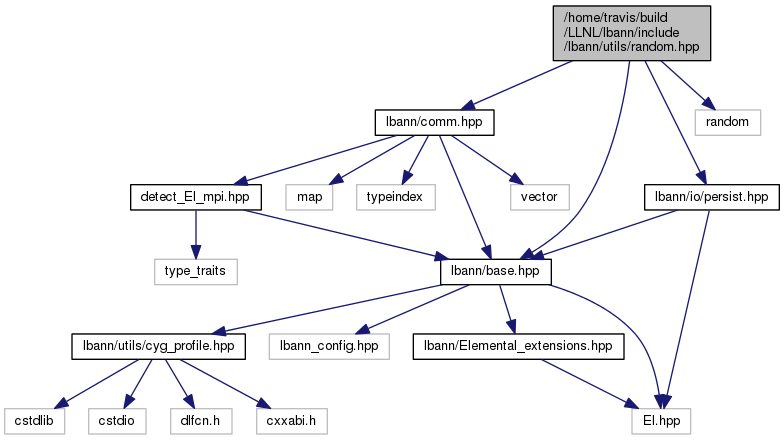 /home/travis/build
/LLNL/lbann/include
/lbann/utils/random.hpp
lbann/comm.hpp
random
detect_El_mpi.hpp
map
typeindex
vector
lbann/io/persist.hpp
type_traits
lbann/base.hpp
lbann/utils/cyg_profile.hpp
lbann_config.hpp
lbann/Elemental_extensions.hpp
cstdlib
cstdio
dlfcn.h
cxxabi.h
El.hpp